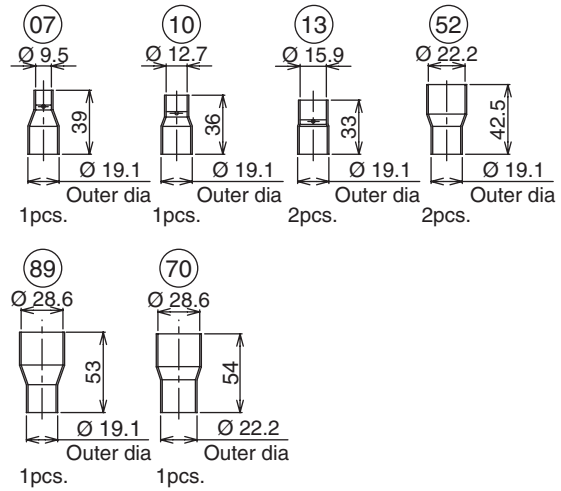 07 10 13 52
Ø 9.5 Ø 12.7 Ø 15.9 Ø 22.2
39 36 33 42.5
Ø 19.1 Ø 19.1 Ø 19.1 Ø 19.1
Outer dia Outer dia Outer dia Outer dia
1pcs. 1pcs. 2pcs. 2pcs.
89 70
Ø 28.6 Ø 28.6
53 54
Ø 19.1 Ø 22.2
Outer dia Outer dia
1pcs. 1pcs.